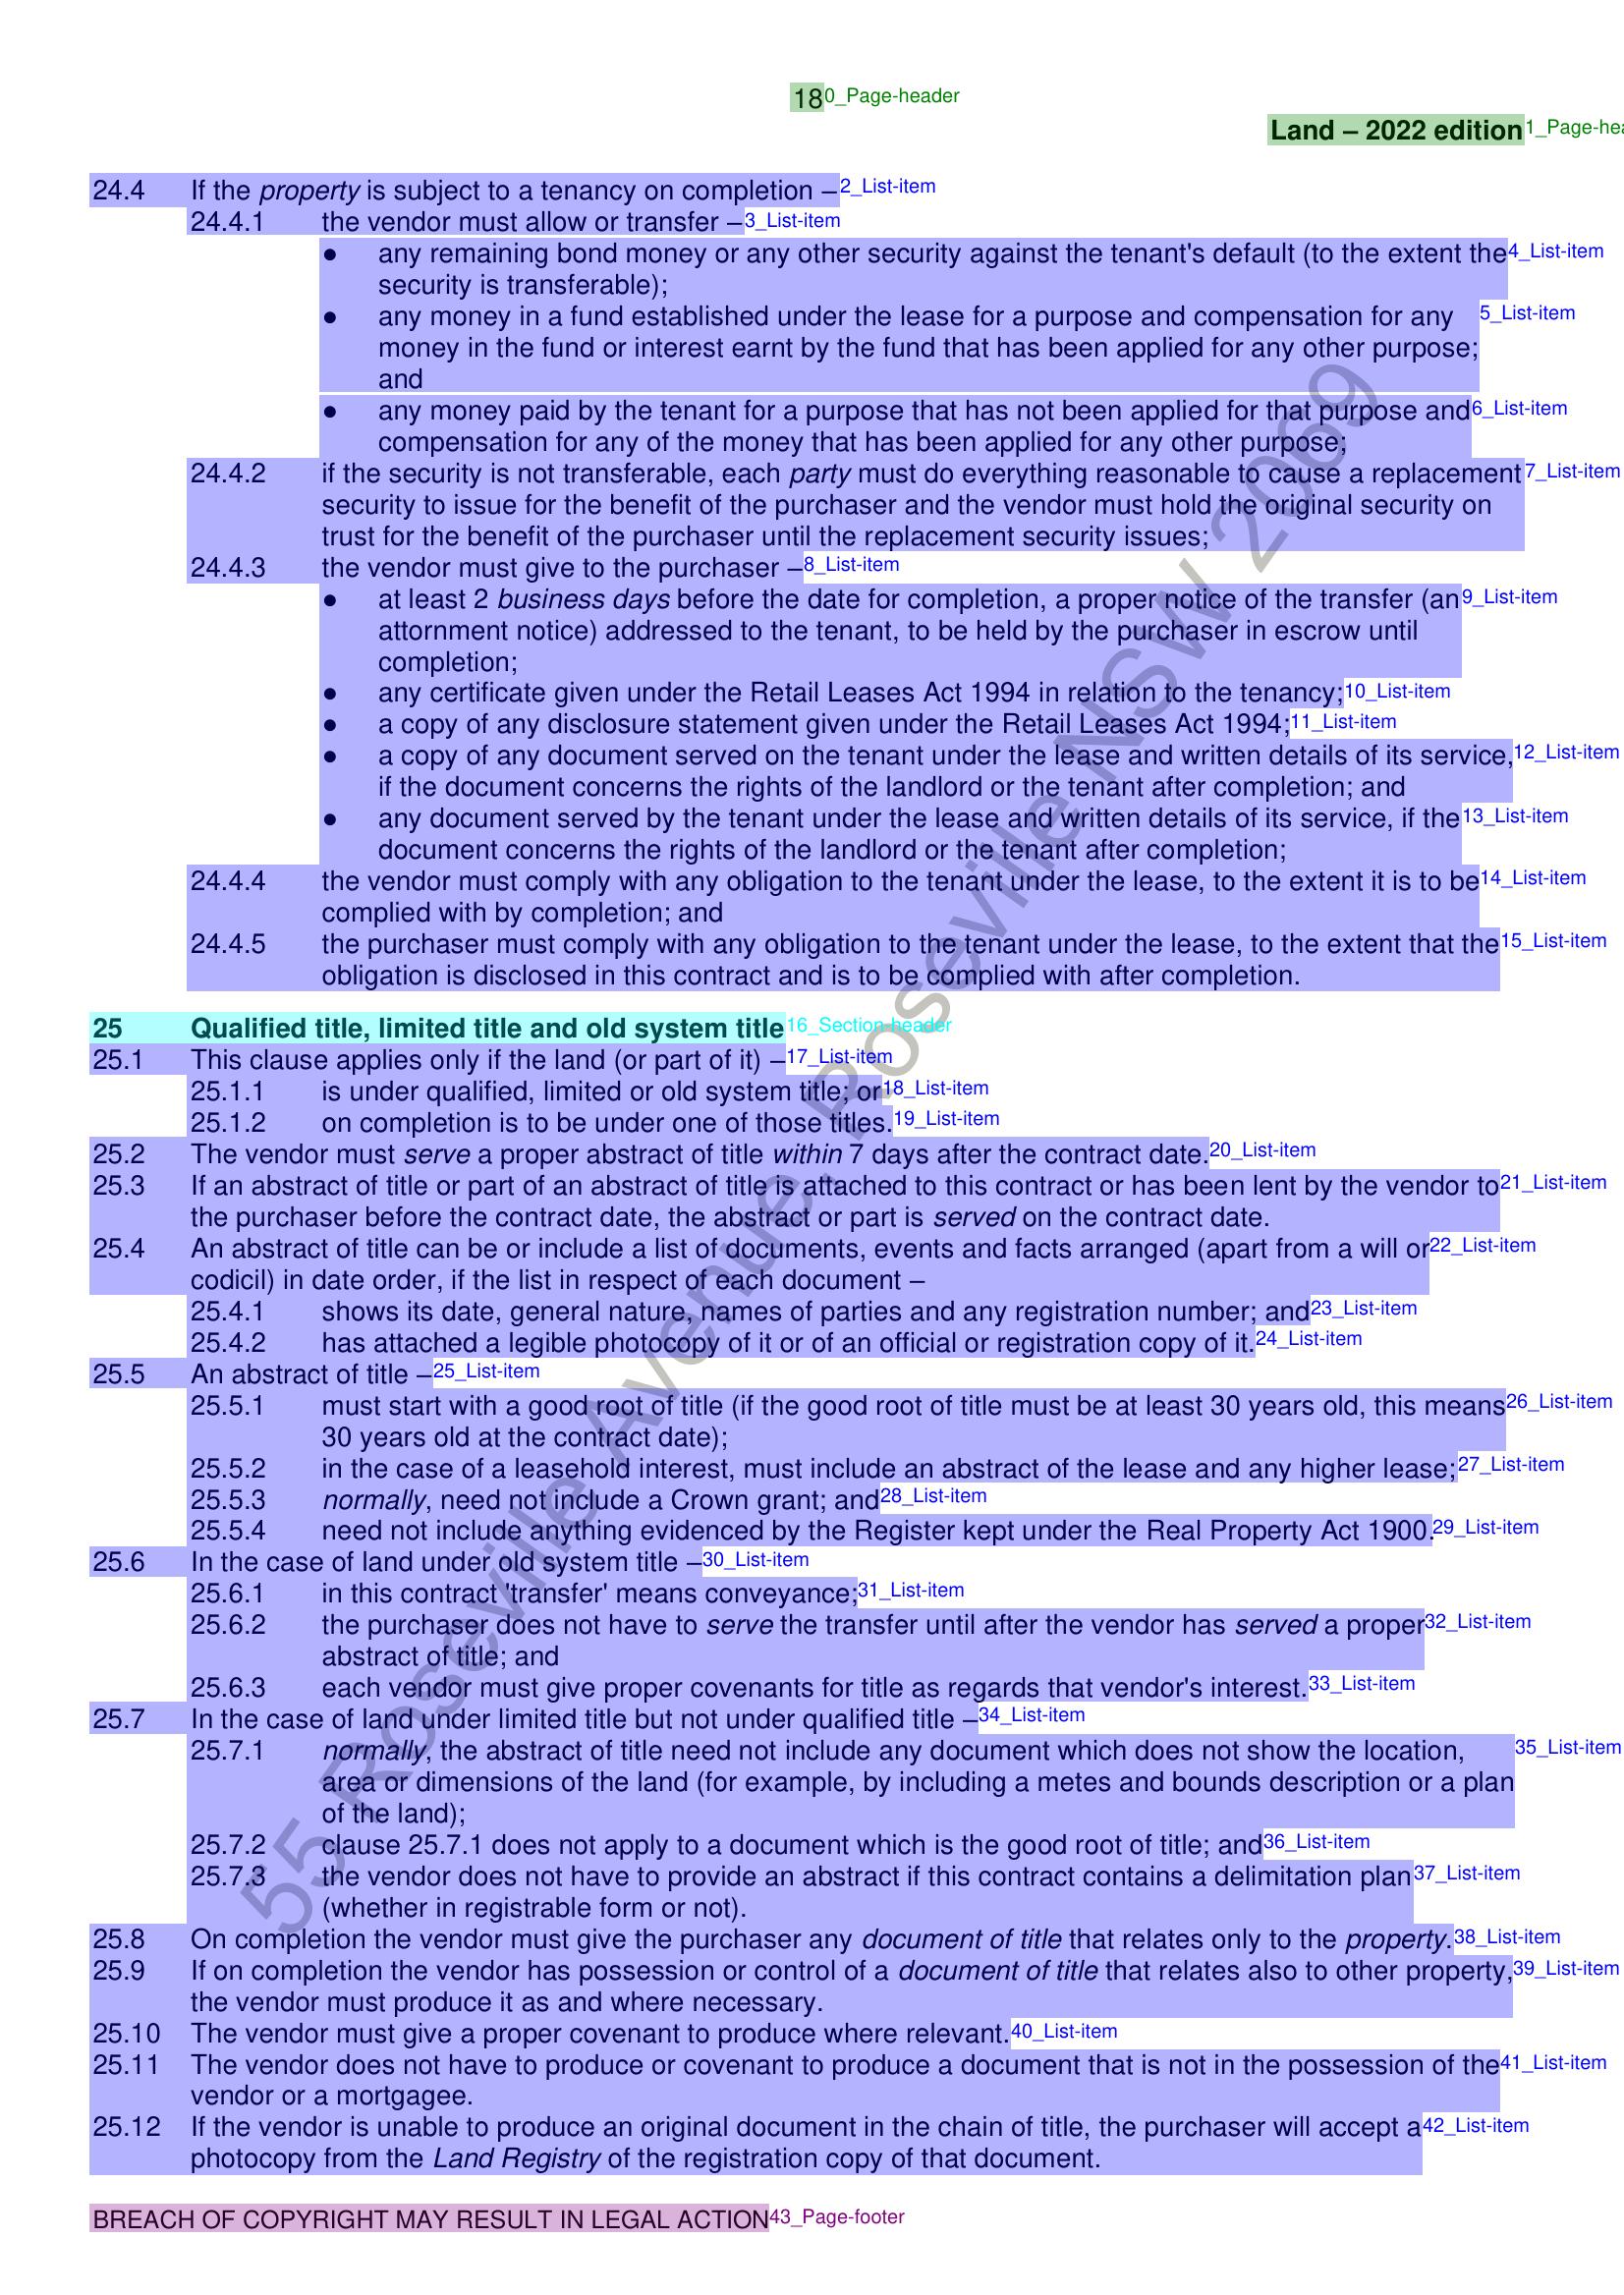 18 0_Page-header
Land – 2022 edition 1_Page-hea
24.4 If the property is subject to a tenancy on completion – 2_List-item
24.4.1 the vendor must allow or transfer – 3_List-item
● any remaining bond money or any other security against the tenant's default (to the extent the 4_List-item
security is transferable);
● any money in a fund established under the lease for a purpose and compensation for any 5_List-item
money in the fund or interest earnt by the fund that has been applied for any other purpose;
and
● any money paid by the tenant for a purpose that has not been applied for that purpose and 6_List-item
compensation for any of the money that has been applied for any other purpose;
24.4.2 if the security is not transferable, each party must do everything reasonable to cause a replacement 7_List-item
security to issue for the benefit of the purchaser and the vendor must hold the original security on
trust for the benefit of the purchaser until the replacement security issues;
24.4.3 the vendor must give to the purchaser – 8_List-item
● at least 2 business days before the date for completion, a proper notice of the transfer (an 9_List-item
attornment notice) addressed to the tenant, to be held by the purchaser in escrow until
completion;
● any certificate given under the Retail Leases Act 1994 in relation to the tenancy; 10_List-item
● a copy of any disclosure statement given under the Retail Leases Act 1994; 11_List-item
● a copy of any document served on the tenant under the lease and written details of its service, 12_List-item
if the document concerns the rights of the landlord or the tenant after completion; and
● any document served by the tenant under the lease and written details of its service, if the 13_List-item
document concerns the rights of the landlord or the tenant after completion;
24.4.4 the vendor must comply with any obligation to the tenant under the lease, to the extent it is to be 14_List-item
complied with by completion; and
24.4.5 the purchaser must comply with any obligation to the tenant under the lease, to the extent that the 15_List-item
obligation is disclosed in this contract and is to be complied with after completion.
25 Qualified title, limited title and old system title 16_Section-header
25.1 This clause applies only if the land (or part of it) – 17_List-item
25.1.1 is under qualified, limited or old system title; or 18_List-item
25.1.2 on completion is to be under one of those titles. 19_List-item
25.2 The vendor must serve a proper abstract of title within 7 days after the contract date. 20_List-item
25.3 If an abstract of title or part of an abstract of title is attached to this contract or has been lent by the vendor to 21_List-item
the purchaser before the contract date, the abstract or part is served on the contract date.
25.4 An abstract of title can be or include a list of documents, events and facts arranged (apart from a will or 22_List-item
codicil) in date order, if the list in respect of each document –
25.4.1 shows its date, general nature, names of parties and any registration number; and 23_List-item
25.4.2 has attached a legible photocopy of it or of an official or registration copy of it. 24_List-item
25.5 An abstract of title – 25_List-item
25.5.1 must start with a good root of title (if the good root of title must be at least 30 years old, this means 26_List-item
30 years old at the contract date);
25.5.2 in the case of a leasehold interest, must include an abstract of the lease and any higher lease; 27_List-item
25.5.3 normally, need not include a Crown grant; and 28_List-item
25.5.4 need not include anything evidenced by the Register kept under the Real Property Act 1900. 29_List-item
25.6 In the case of land under old system title – 30_List-item
25.6.1 in this contract 'transfer' means conveyance; 31_List-item
25.6.2 the purchaser does not have to serve the transfer until after the vendor has served a proper 32_List-item
abstract of title; and
25.6.3 each vendor must give proper covenants for title as regards that vendor's interest. 33_List-item
25.7 In the case of land under limited title but not under qualified title – 34_List-item
25.7.1 normally, the abstract of title need not include any document which does not show the location, 35_List-item
area or dimensions of the land (for example, by including a metes and bounds description or a plan
of the land);
25.7.2 clause 25.7.1 does not apply to a document which is the good root of title; and 36_List-item
25.7.3 the vendor does not have to provide an abstract if this contract contains a delimitation plan 37_List-item
(whether in registrable form or not).
25.8 On completion the vendor must give the purchaser any document of title that relates only to the property. 38_List-item
25.9 If on completion the vendor has possession or control of a document of title that relates also to other property, 39_List-item
the vendor must produce it as and where necessary.
25.10 The vendor must give a proper covenant to produce where relevant. 40_List-item
25.11 The vendor does not have to produce or covenant to produce a document that is not in the possession of the 41_List-item
vendor or a mortgagee.
25.12 If the vendor is unable to produce an original document in the chain of title, the purchaser will accept a 42_List-item
photocopy from the Land Registry of the registration copy of that document.
BREACH OF COPYRIGHT MAY RESULT IN LEGAL ACTION 43_Page-footer
55 Roseville Avenue, Roseville NSW 2069